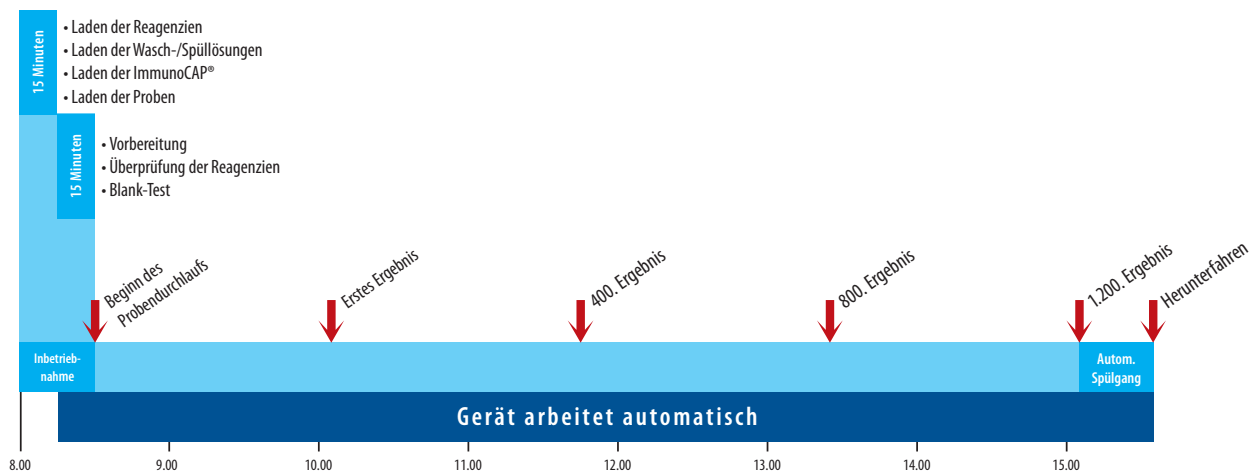 15 Minuten
• Laden der Reagenzien
• Laden der Wasch-/Spüllösungen
• Laden der ImmunoCAP®
• Laden der Proben
15 Minuten
• Vorbereitung
• Überprüfung der Reagenzien
• Blank-Test
Beginn des
Probendurchlaufs
Erstes Ergebnis
400. Ergebnis
800. Ergebnis
1.200. Ergebnis
Herunterfahren
Inbetrieb-
nahme
Autom.
Spülgang
Gerät arbeitet automatisch
8.00
9.00
10.00
11.00
12.00
13.00
14.00
15.00